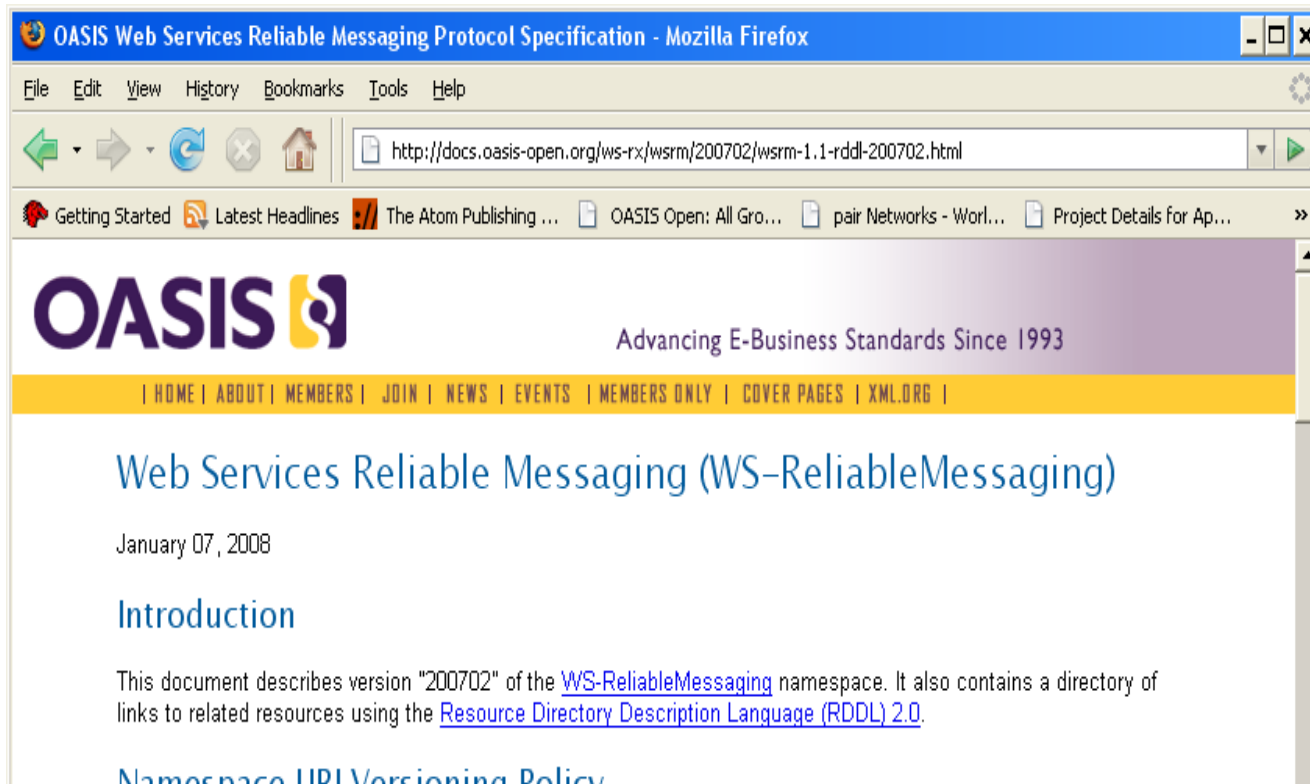 OASIS Web Services Reliable Messaging Protocol Specification - Mozilla Firefox
File Edit View History Bookmarks Tools Help
http://docs.oasis-open.org/ws-rx/wsrm/200702/wsrm-1.1-rddl-200702.html
Getting Started Latest Headlines The Atom Publishing ... OASIS Open: All Gro... pair Networks - Worl... Project Details for Ap... »
OASIS
Advancing E-Business Standards Since 1993
| HOME | ABOUT | MEMBERS | JOIN | NEWS | EVENTS | MEMBERS ONLY | COVER PAGES | XML.ORG |
Web Services Reliable Messaging (WS-ReliableMessaging)
January 07, 2008
Introduction
This document describes version "200702" of the WS-ReliableMessaging namespace. It also contains a directory of
links to related resources using the Resource Directory Description Language (RDDL) 2.0.
Namespace URI Versioning Policy